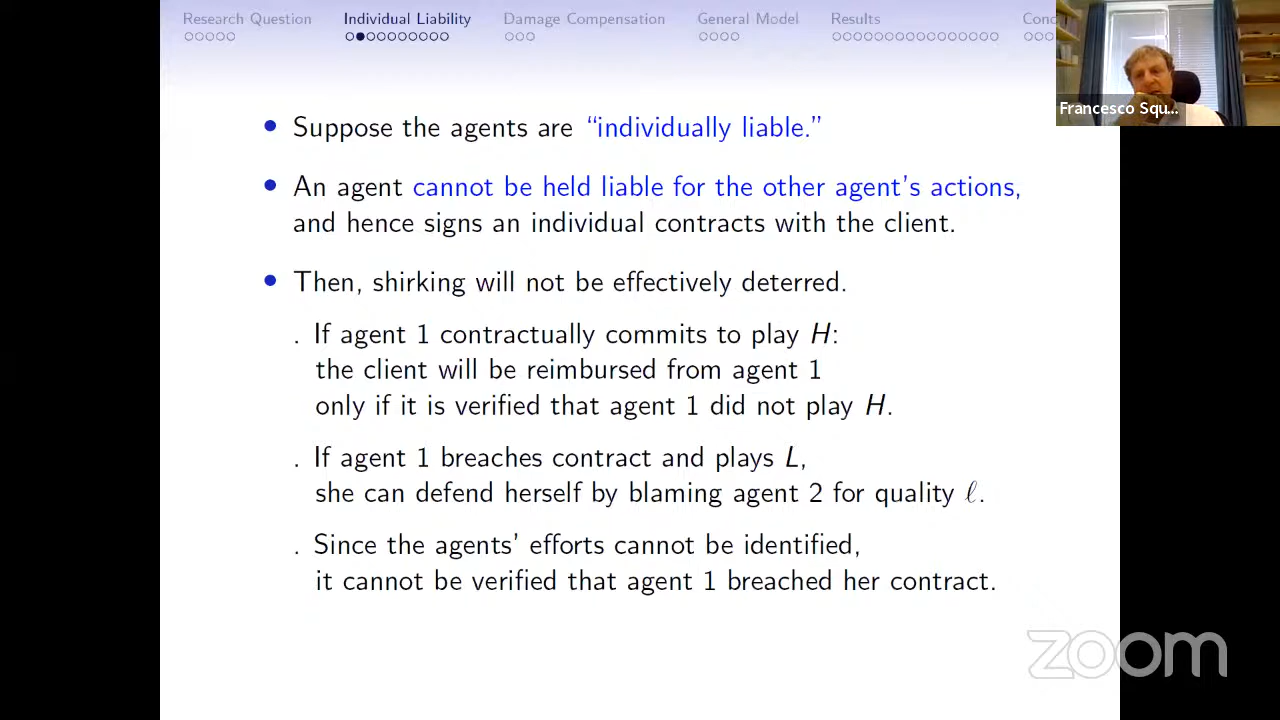 Research Question Individual Liability Damage Compensation General Model Results Conc
Francesco Squ...
• Suppose the agents are “individually liable.”
• An agent cannot be held liable for the other agent’s actions,
and hence signs an individual contracts with the client.
• Then, shirking will not be effectively deterred.
. If agent 1 contractually commits to play H:
the client will be reimbursed from agent 1
only if it is verified that agent 1 did not play H.
. If agent 1 breaches contract and plays L,
she can defend herself by blaming agent 2 for quality ℓ.
. Since the agents’ efforts cannot be identified,
it cannot be verified that agent 1 breached her contract.
zoom